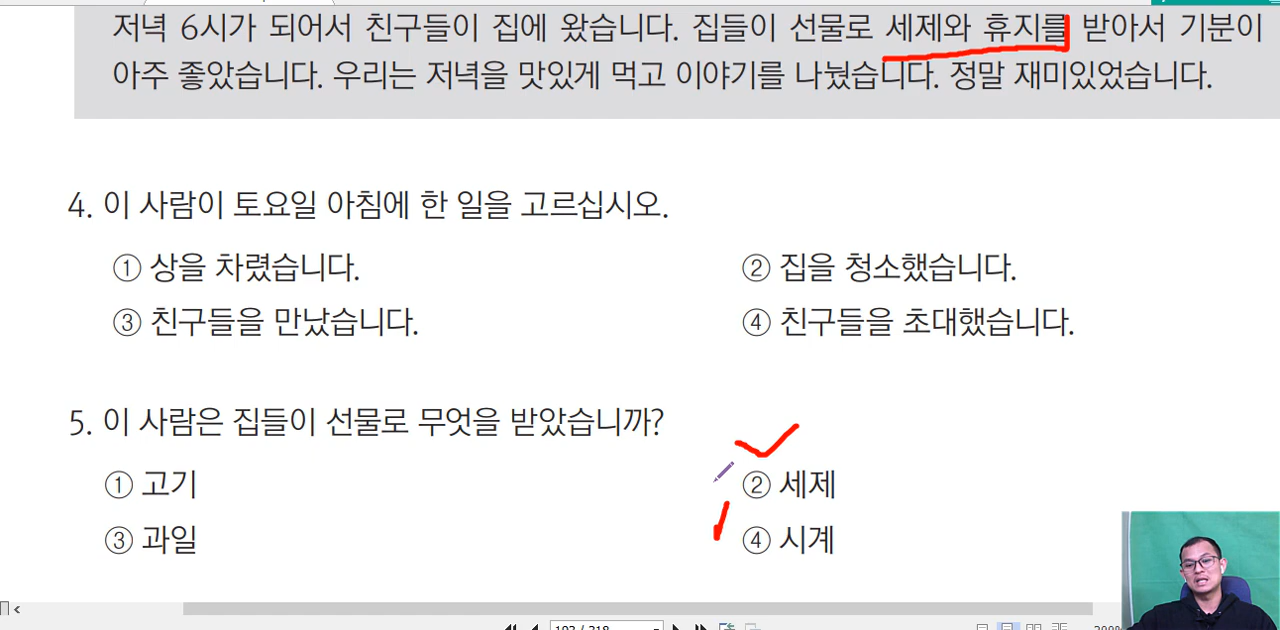 저녁 6시가 되어서 친구들이 집에 왔습니다. 집들이 선물로 세제와 휴지를 받아서 기분이
아주 좋았습니다. 우리는 저녁을 맛있게 먹고 이야기를 나눴습니다. 정말 재미있었습니다.
4. 이 사람이 토요일 아침에 한 일을 고르십시오.
① 상을 차렸습니다. ② 집을 청소했습니다.
③ 친구들을 만났습니다. ④ 친구들을 초대했습니다.
5. 이 사람은 집들이 선물로 무엇을 받았습니까?
① 고기 ② 세제
③ 과일 ④ 시계